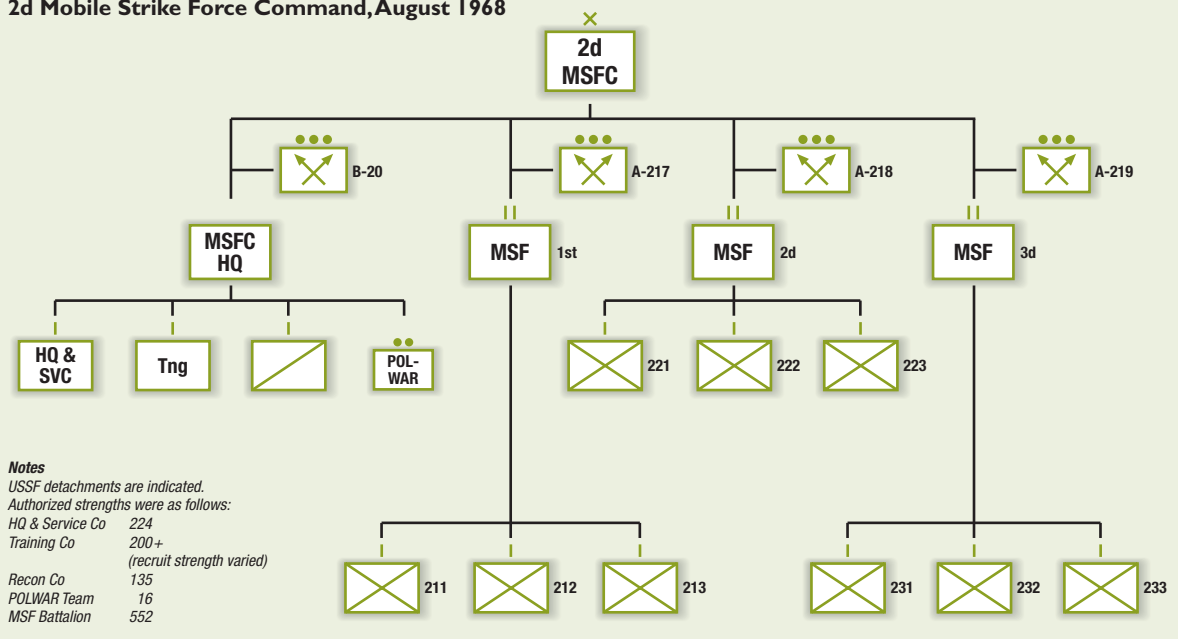 2d Mobile Strike Force Command, August 1968
2d
MSFC
B-20
A-217
A-218
A-219
MSFC
HQ
MSF
1st
MSF
2d
MSF
3d
HQ &
SVC
Tng
POL-
WAR
221
222
223
Notes
USSF detachments are indicated.
Authorized strengths were as follows:
HQ & Service Co 224
Training Co 200+
(recruit strength varied)
Recon Co 135
POLWAR Team 16
MSF Battalion 552
211
212
213
231
232
233